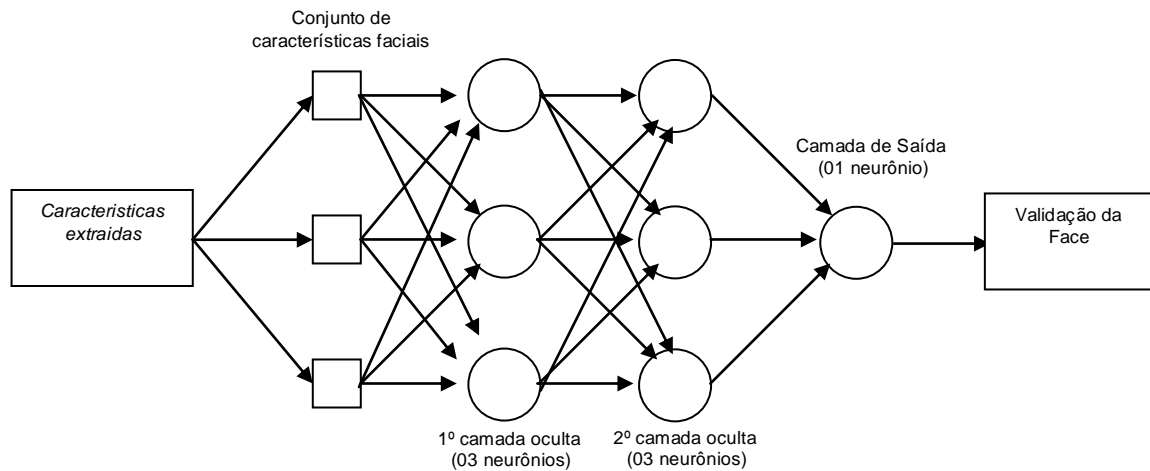 Conjunto de
características faciais
Camada de Saída
(01 neurônio)
Caracteristicas
extraidas
Validação da
Face
1º camada oculta
(03 neurônios)
2º camada oculta
(03 neurônios)